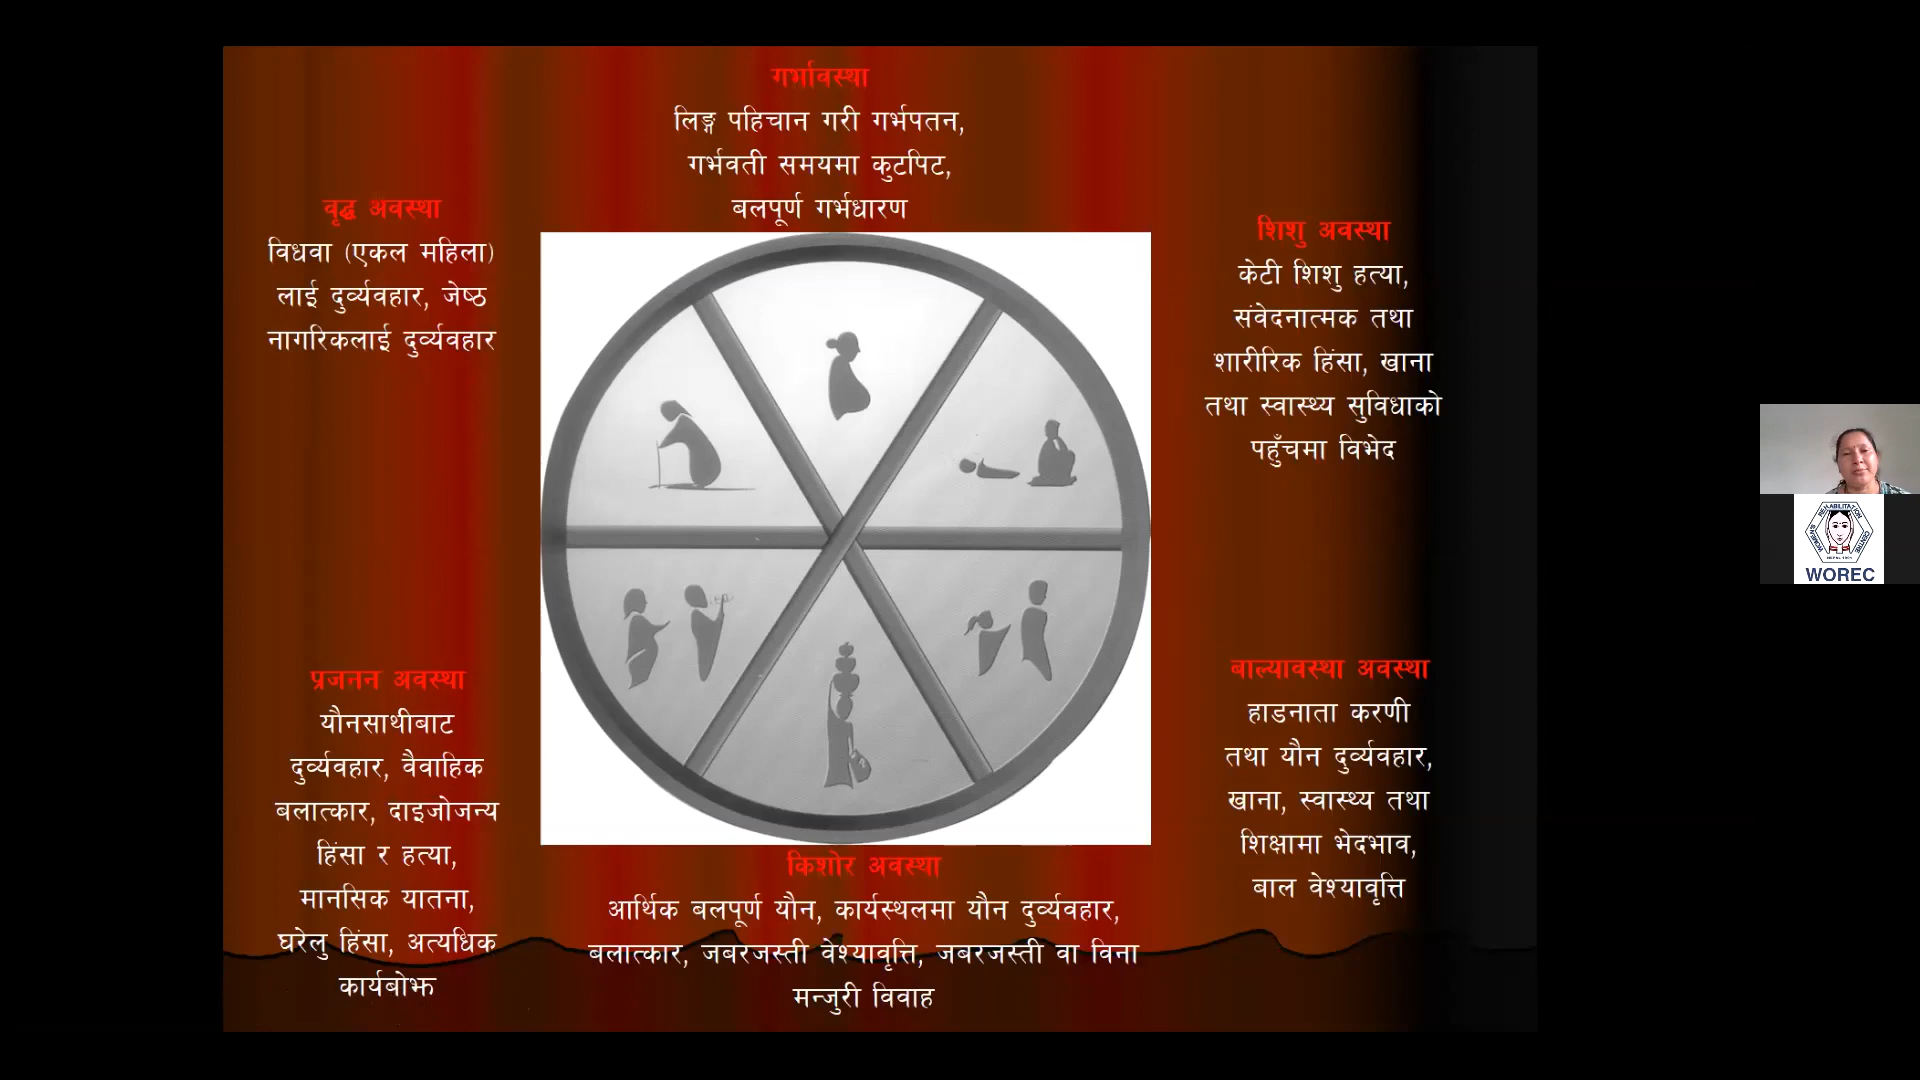 गर्भावस्था
लिङ्ग पहिचान गरी गर्भपतन,
गर्भवती समयमा कुटपिट,
बलपूर्ण गर्भधारण
शिशु अवस्था
केटी शिशु हत्या,
संवेदनात्मक तथा
शारीरिक हिंसा, खाना
तथा स्वास्थ्य सुविधाको
पहुँचमा विभेद
बाल्यावस्था अवस्था
हाडनाता करणी
तथा यौन दुर्व्यवहार,
खाना, स्वास्थ्य तथा
शिक्षामा भेदभाव,
बाल वेश्यावृत्ति
किशोर अवस्था
आर्थिक बलपूर्ण यौन, कार्यस्थलमा यौन दुर्व्यवहार,
बलात्कार, जबरजस्ती वेश्यावृत्ति, जबरजस्ती वा विना
मन्जुरी विवाह
प्रजनन अवस्था
यौनसाथीबाट
दुर्व्यवहार, वैवाहिक
बलात्कार, दाइजोजन्य
हिंसा र हत्या,
मानसिक यातना,
घरेलु हिंसा, अत्यधिक
कार्यबोझ
वृद्ध अवस्था
विधवा (एकल महिला)
लाई दुर्व्यवहार, जेष्ठ
नागरिकलाई दुर्व्यवहार
REHABILITATION
CENTRE
WOREC